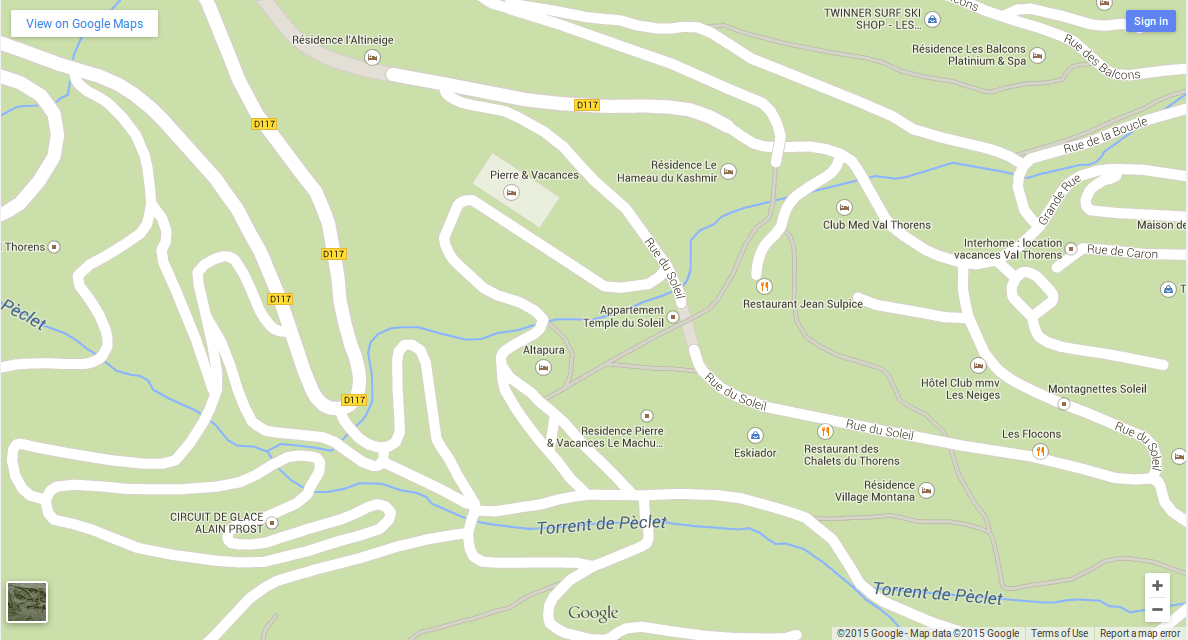 View on Google Maps
Sign in
TWINNER SURF SKI
SHOP - LES...
Balcons
Résidence l'Altineige
Résidence Les Balcons
Platinium & Spa
Rue des Balcons
D117
D117
Rue de la Boucle
Pierre & Vacances
Résidence Le
Hameau du Kashmir
Grande Rue
Club Med Val Thorens
Maison de
l Thorens
D117
Rue du Soleil
Interhome : location
vacances Val Thorens
Rue de Caron
D117
Pèclet
Restaurant Jean Sulpice
T
Appartement
Temple du Soleil
Altapura
Rue du Soleil
Hôtel Club mmv
Les Neiges
Montagnettes Soleil
D117
Residence Pierre
& Vacances Le Machu...
Eskiador
Rue du Soleil
Restaurant des
Chalets du Thorens
Les Flocons
Rue du Soleil
Résidence
Village Montana
CIRCUIT DE GLACE
ALAIN PROST
Torrent de Pèclet
Torrent de Pèclet
+
−
Google
©2015 Google - Map data ©2015 Google
Terms of Use
Report a map error